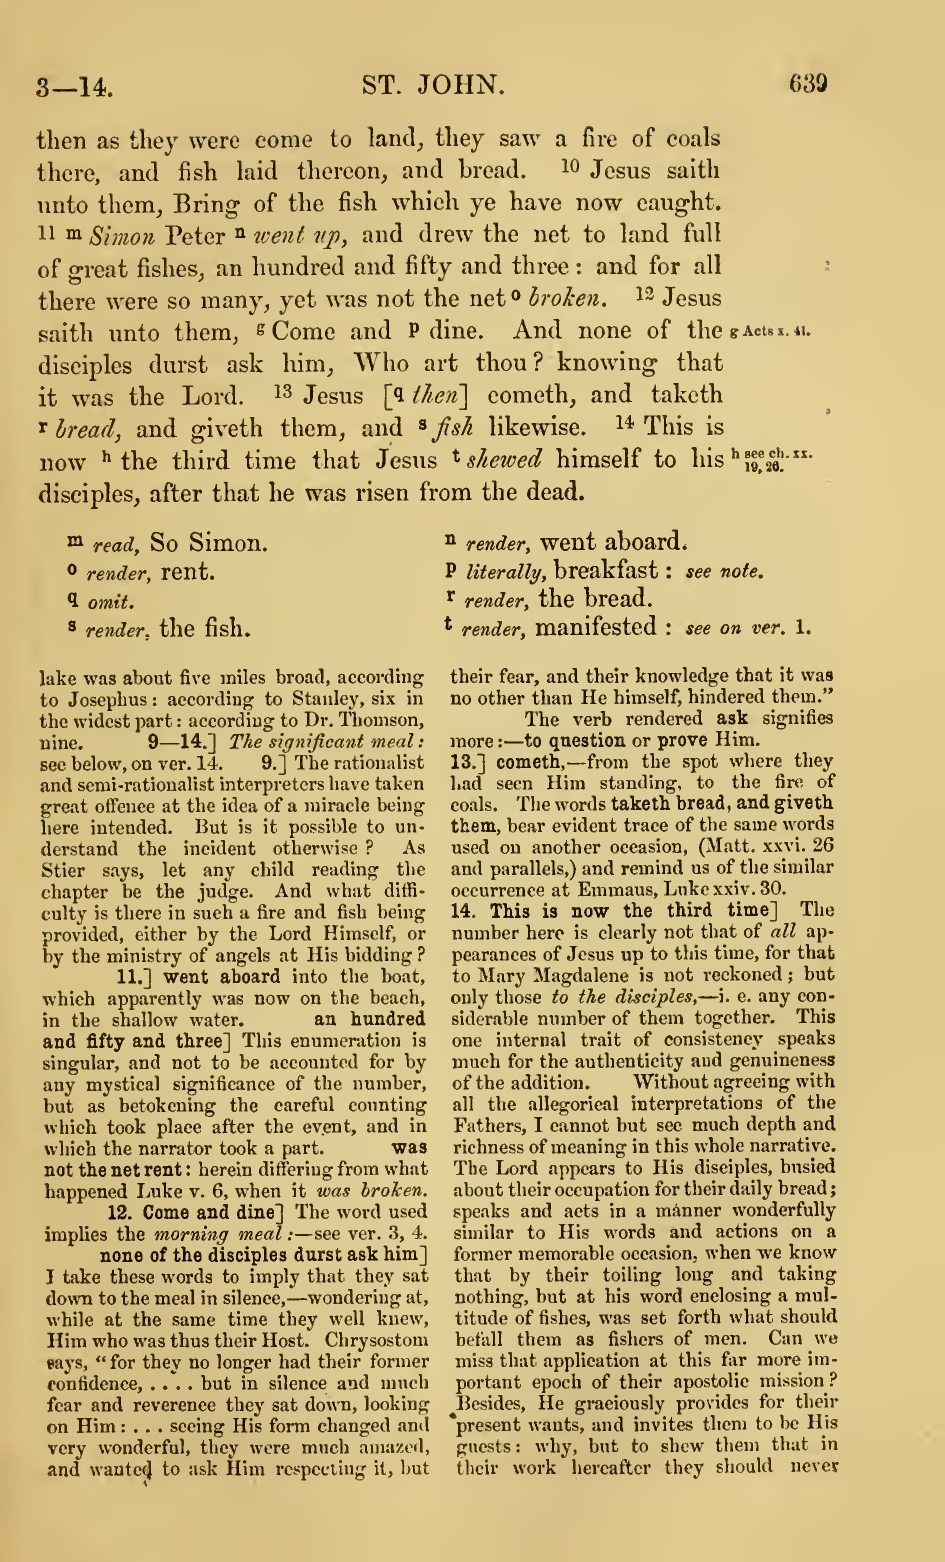 3—14.
ST. JOHN.
639
then as they were come to land, they saw a fire of coals
there, and fish laid thereon, and bread. 10 Jesus saith
unto them, Bring of the fish which ye have now caught.
11 m Simon Peter n went up, and drew the net to land full
of great fishes, an hundred and fifty and three : and for all
there were so many, yet was not the net o broken. 12 Jesus
saith unto them, g Come and p dine. And none of the
g Acts x. 41.
disciples durst ask him, Who art thou ? knowing that
it was the Lord. 13 Jesus [q then] cometh, and taketh
r bread, and giveth them, and s fish likewise. 14 This is
now h the third time that Jesus t shewed himself to his
h see ch. xx.
19, 26.
disciples, after that he was risen from the dead.
m read, So Simon.
n render, went aboard.
o render, rent.
p literally, breakfast : see note.
q omit.
r render, the bread.
s render, the fish.
t render, manifested : see on ver. 1.
lake was about five miles broad, according
to Josephus : according to Stanley, six in
the widest part : according to Dr. Thomson,
nine. 9—14.] The significant meal :
see below, on ver. 14. 9.] The rationalist
and semi-rationalist interpreters have taken
great offence at the idea of a miracle being
here intended. But is it possible to un-
derstand the incident otherwise ? As
Stier says, let any child reading the
chapter be the judge. And what diffi-
culty is there in such a fire and fish being
provided, either by the Lord Himself, or
by the ministry of angels at His bidding ?
11.] went aboard into the boat,
which apparently was now on the beach,
in the shallow water. an hundred
and fifty and three] This enumeration is
singular, and not to be accounted for by
any mystical significance of the number,
but as betokening the careful counting
which took place after the event, and in
which the narrator took a part. was
not the net rent : herein differing from what
happened Luke v. 6, when it was broken.
12. Come and dine] The word used
implies the morning meal :—see ver. 3, 4.
none of the disciples durst ask him]
I take these words to imply that they sat
down to the meal in silence,—wondering at,
while at the same time they well knew,
Him who was thus their Host. Chrysostom
says, “ for they no longer had their former
confidence, . . . . but in silence and much
fear and reverence they sat down, looking
on Him : . . . seeing His form changed and
very wonderful, they were much amazed,
and wanted to ask Him respecting it, but
their fear, and their knowledge that it was
no other than He himself, hindered them.”
The verb rendered ask signifies
more :—to question or prove Him.
13.] cometh,—from the spot where they
had seen Him standing, to the fire of
coals. The words taketh bread, and giveth
them, bear evident trace of the same words
used on another occasion, (Matt. xxvi. 26
and parallels,) and remind us of the similar
occurrence at Emmaus, Luke xxiv. 30.
14. This is now the third time] The
number here is clearly not that of all ap-
pearances of Jesus up to this time, for that
to Mary Magdalene is not reckoned ; but
only those to the disciples,—i. e. any con-
siderable number of them together. This
one internal trait of consistency speaks
much for the authenticity and genuineness
of the addition. Without agreeing with
all the allegorical interpretations of the
Fathers, I cannot but see much depth and
richness of meaning in this whole narrative.
The Lord appears to His disciples, busied
about their occupation for their daily bread ;
speaks and acts in a manner wonderfully
similar to His words and actions on a
former memorable occasion, when we know
that by their toiling long and taking
nothing, but at his word enclosing a mul-
titude of fishes, was set forth what should
befall them as fishers of men. Can we
miss that application at this far more im-
portant epoch of their apostolic mission ?
Besides, He graciously provides for their
present wants, and invites them to be His
guests : why, but to shew them that in
their work hereafter they should never